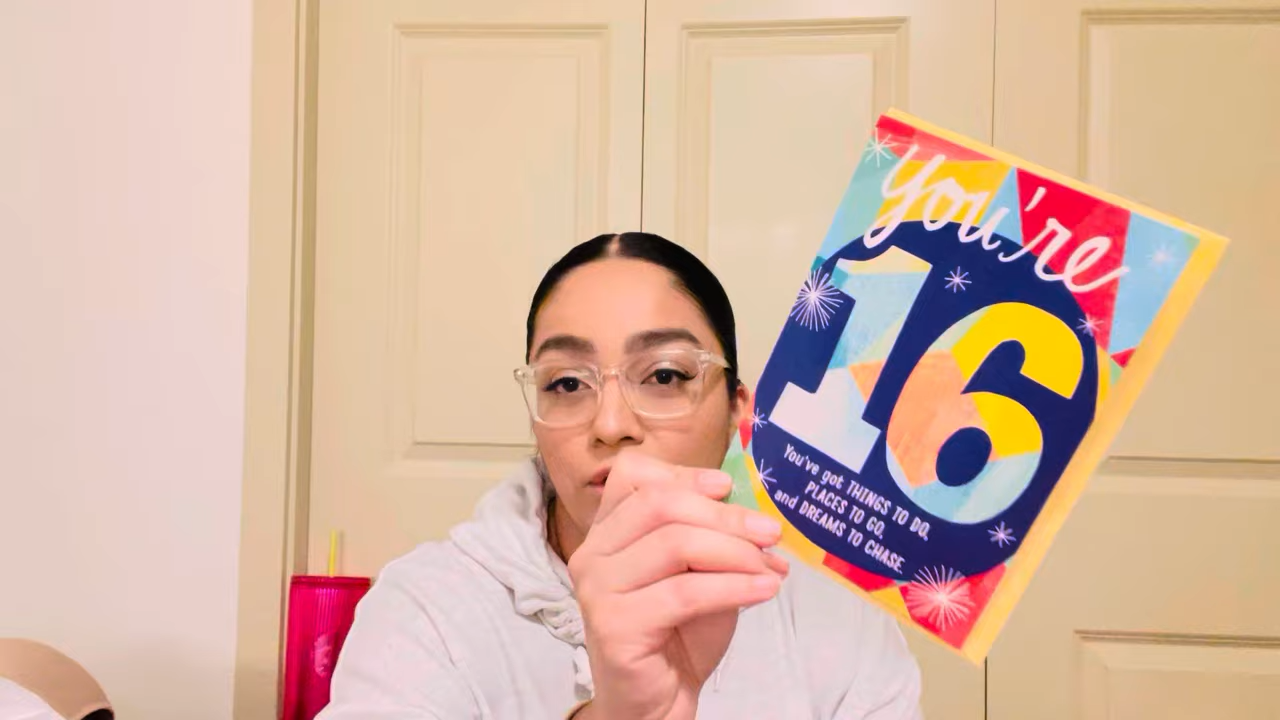 you're
16
You've got THINGS TO DO,
PLACES TO GO,
and DREAMS TO CHASE.